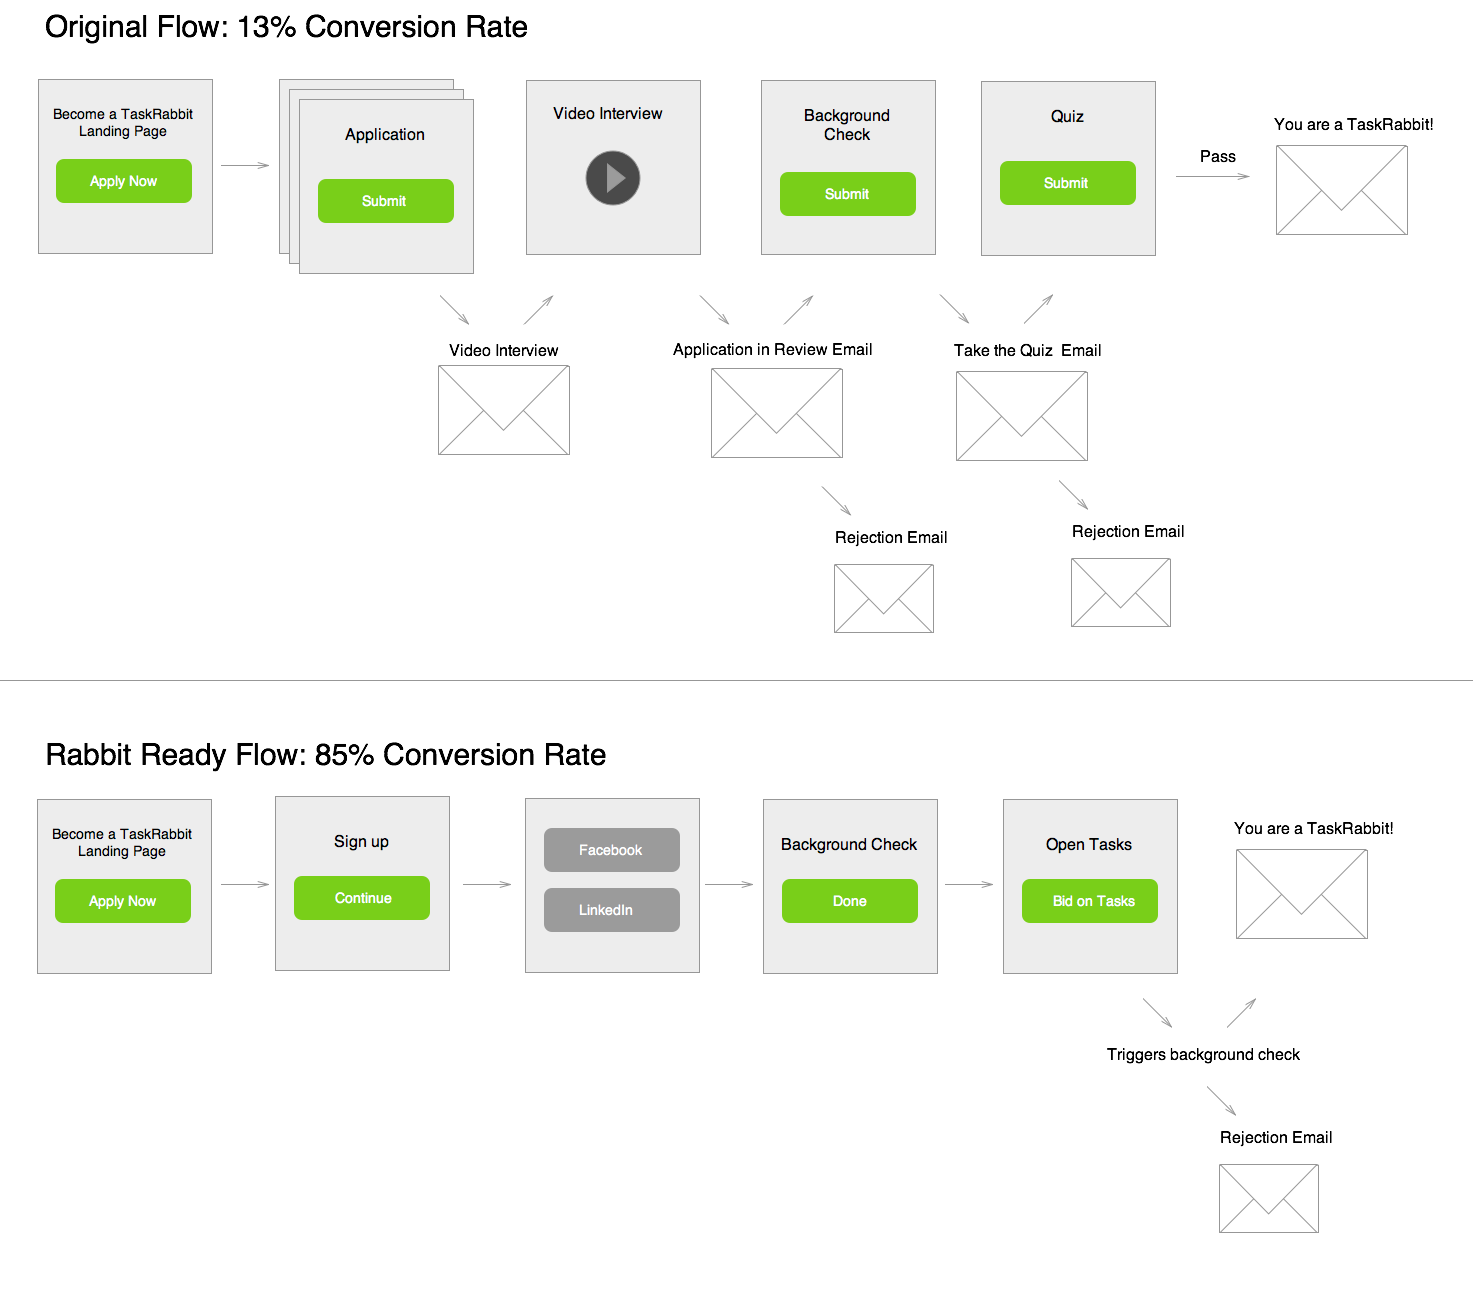 Original Flow: 13% Conversion Rate
Become a TaskRabbit
Landing Page
Apply Now
Application
Submit
Video Interview
Background
Check
Submit
Quiz
Submit
Pass
You are a TaskRabbit!
Video Interview
Application in Review Email
Take the Quiz Email
Rejection Email
Rejection Email
Rabbit Ready Flow: 85% Conversion Rate
Become a TaskRabbit
Landing Page
Apply Now
Sign up
Continue
Facebook
LinkedIn
Background Check
Done
Open Tasks
Bid on Tasks
You are a TaskRabbit!
Triggers background check
Rejection Email